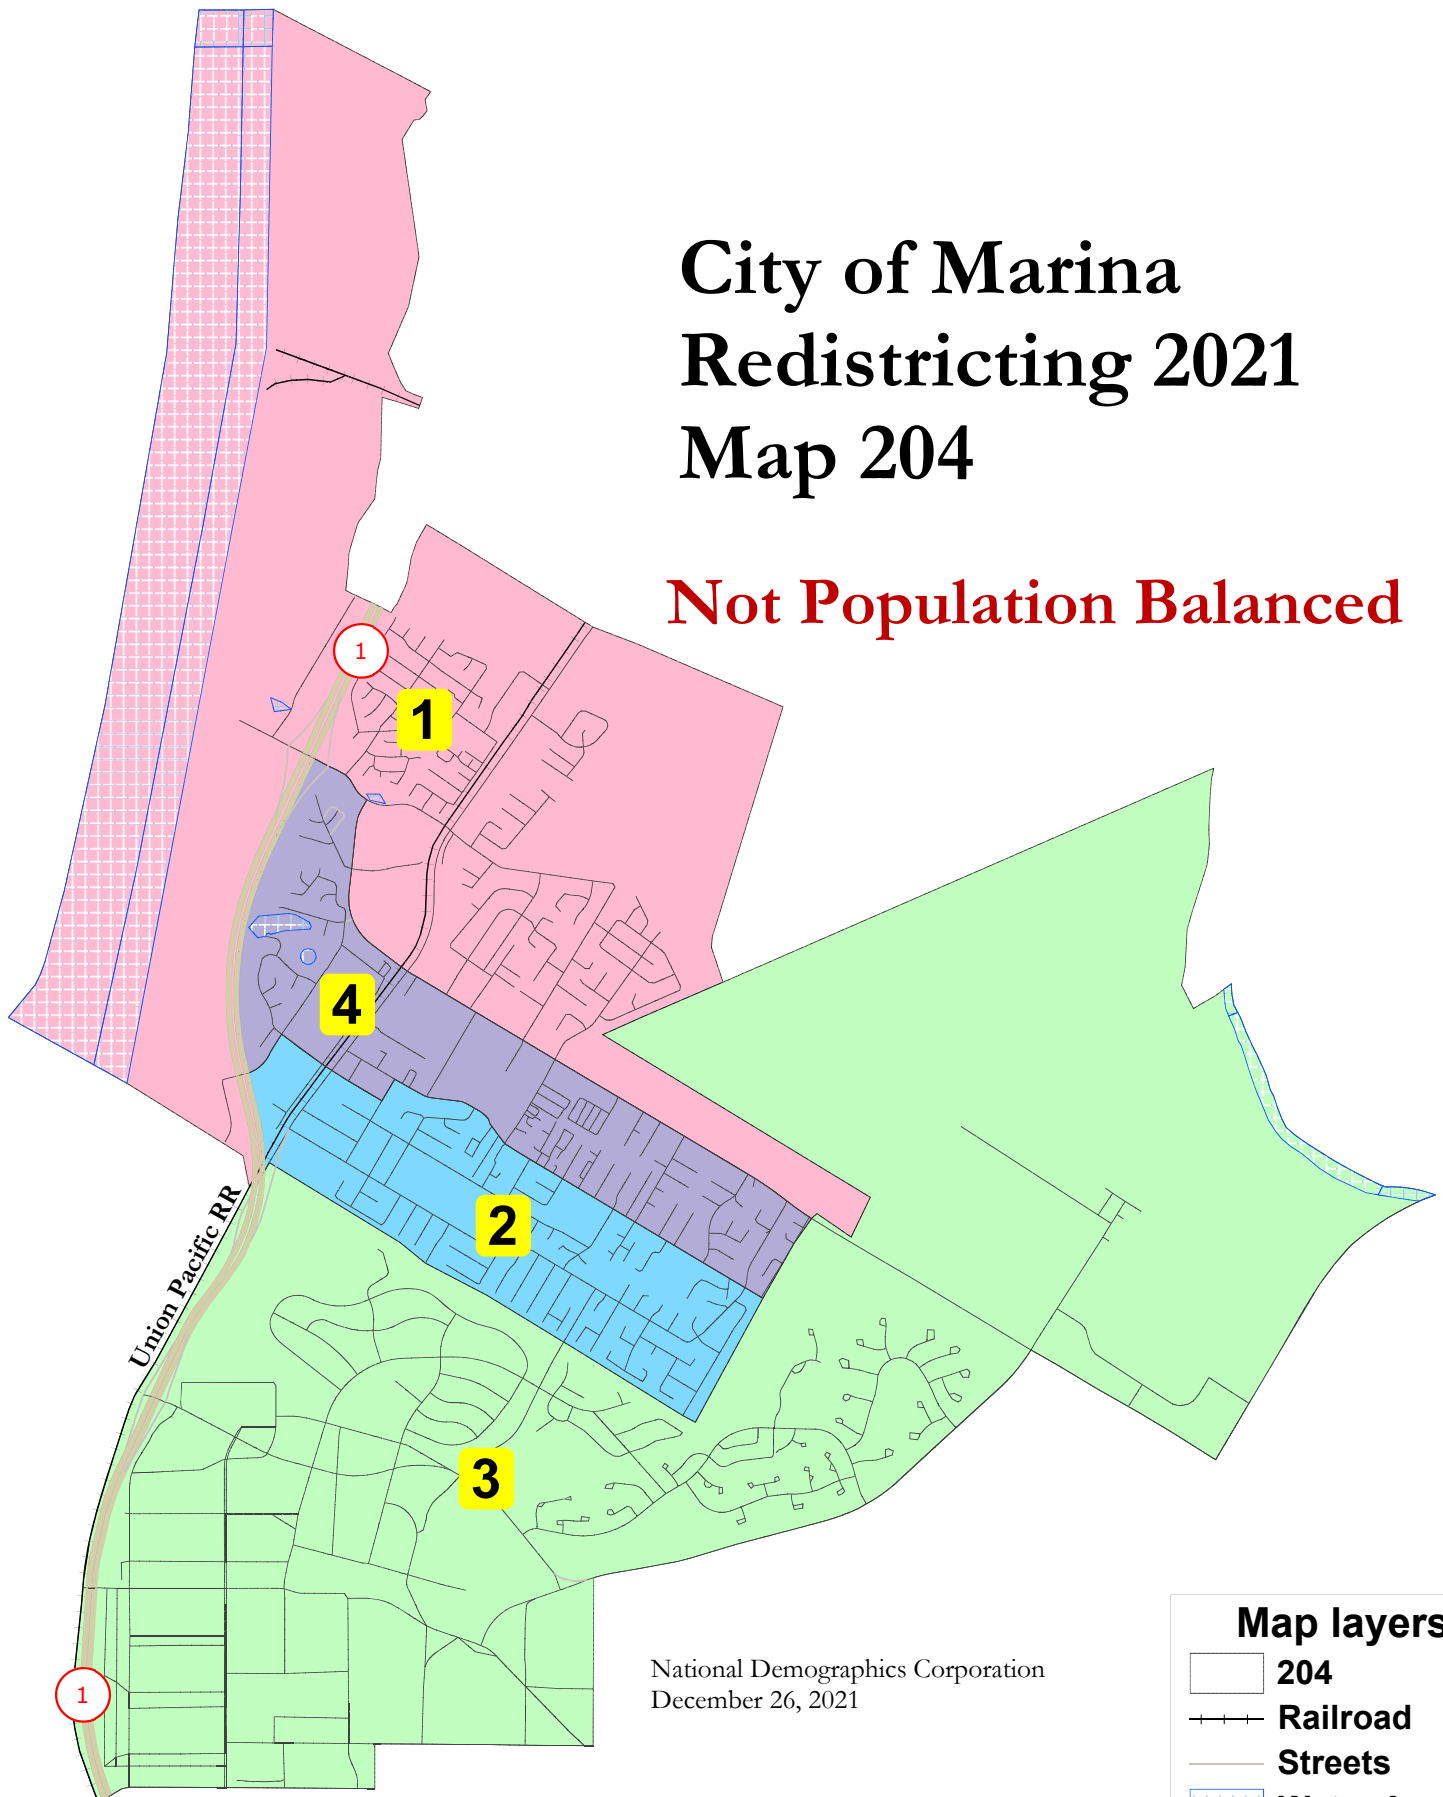 City of Marina
Redistricting 2021
Map 204
Not Population Balanced
1
1
4
2
Union Pacific RR
3
1
National Demographics Corporation
December 26, 2021
Map layers
204
Railroad
Streets